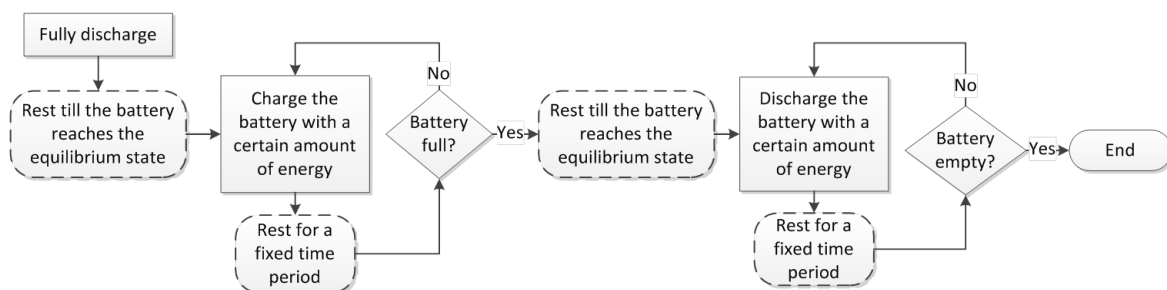 Fully discharge
Rest till the battery
reaches the
equilibrium state
Charge the
battery with a
certain amount
of energy
Rest for a
fixed time
period
No
Battery
full?
Yes
Rest till the battery
reaches the
equilibrium state
Discharge the
battery with a
certain amount
of energy
Rest for a
fixed time
period
No
Battery
empty?
Yes
End